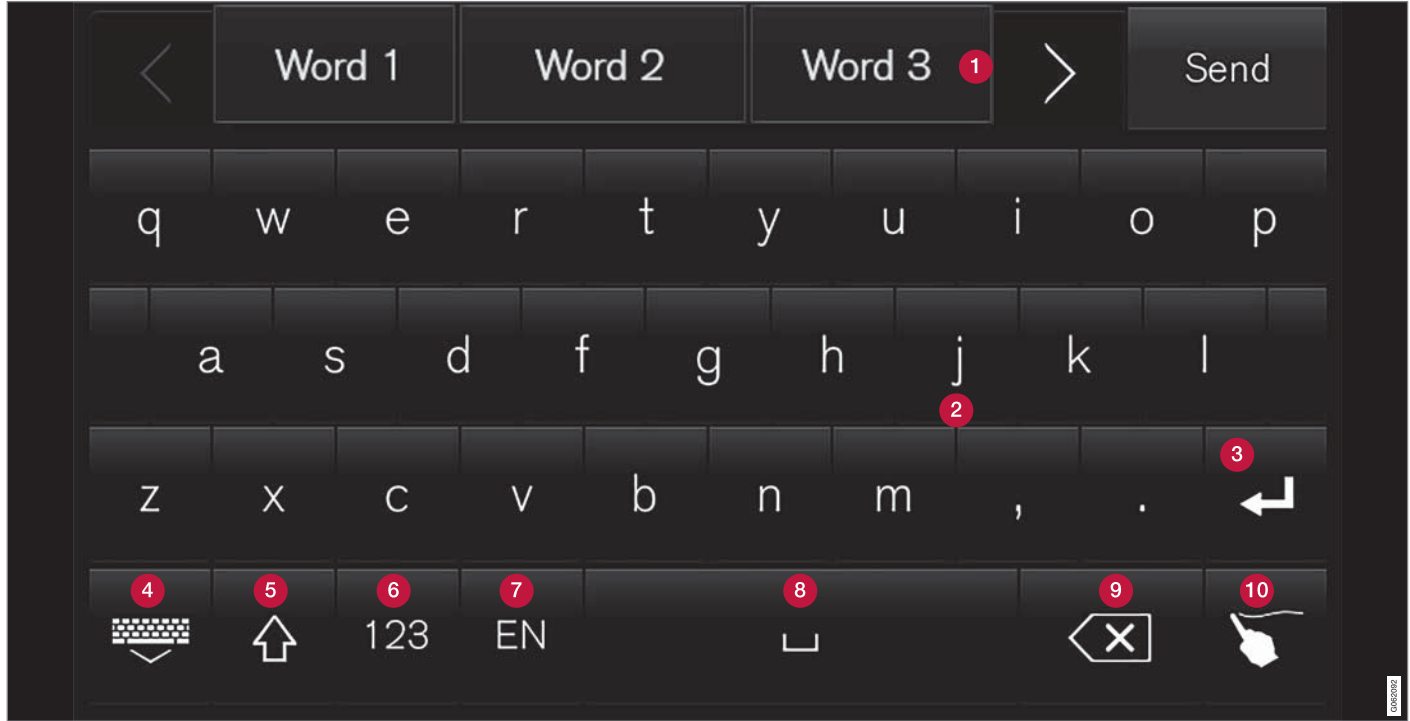 Word 1 Word 2 Word 3 1 Send
q w e r t y u i o p
a s d f g h j k l
2
3
z x c v b n m , .
4 5 6 7 8 9 10
123 EN
G062092